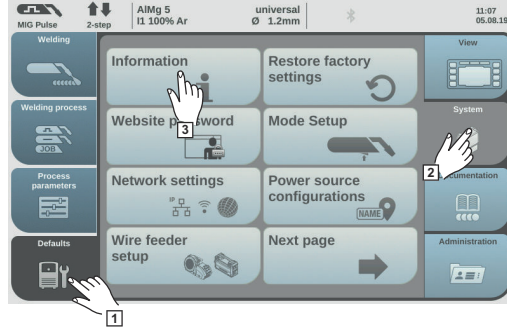 MIG Pulse
2-step
AlMg 5
I1 100% Ar
universal
Ø 1.2mm
11:07
05.08.19
Welding
Welding process
JOB
Process
parameters
Defaults
1
Information
3
Restore factory
settings
Website password
Mode Setup
Network settings
IP
Power source
configurations
NAME
Wire feeder
setup
Next page
View
System
2
Documentation
Administration